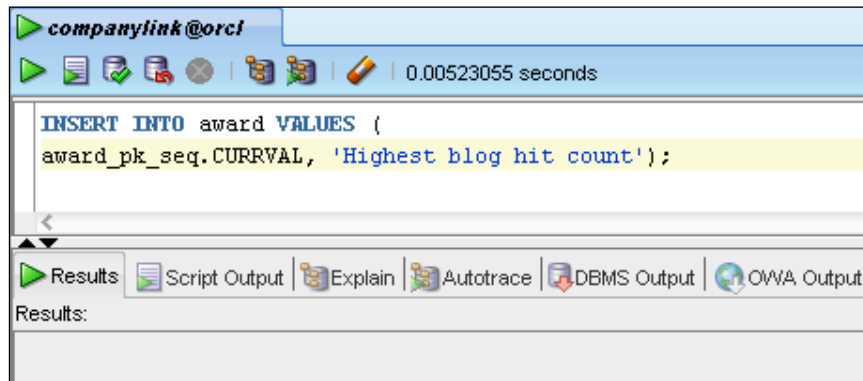 companylink@orcl
0.00523055 seconds
INSERT INTO award VALUES (
award_pk_seq.CURRVAL, 'Highest blog hit count');
Results Script Output Explain Autotrace DBMS Output OWA Output
Results: